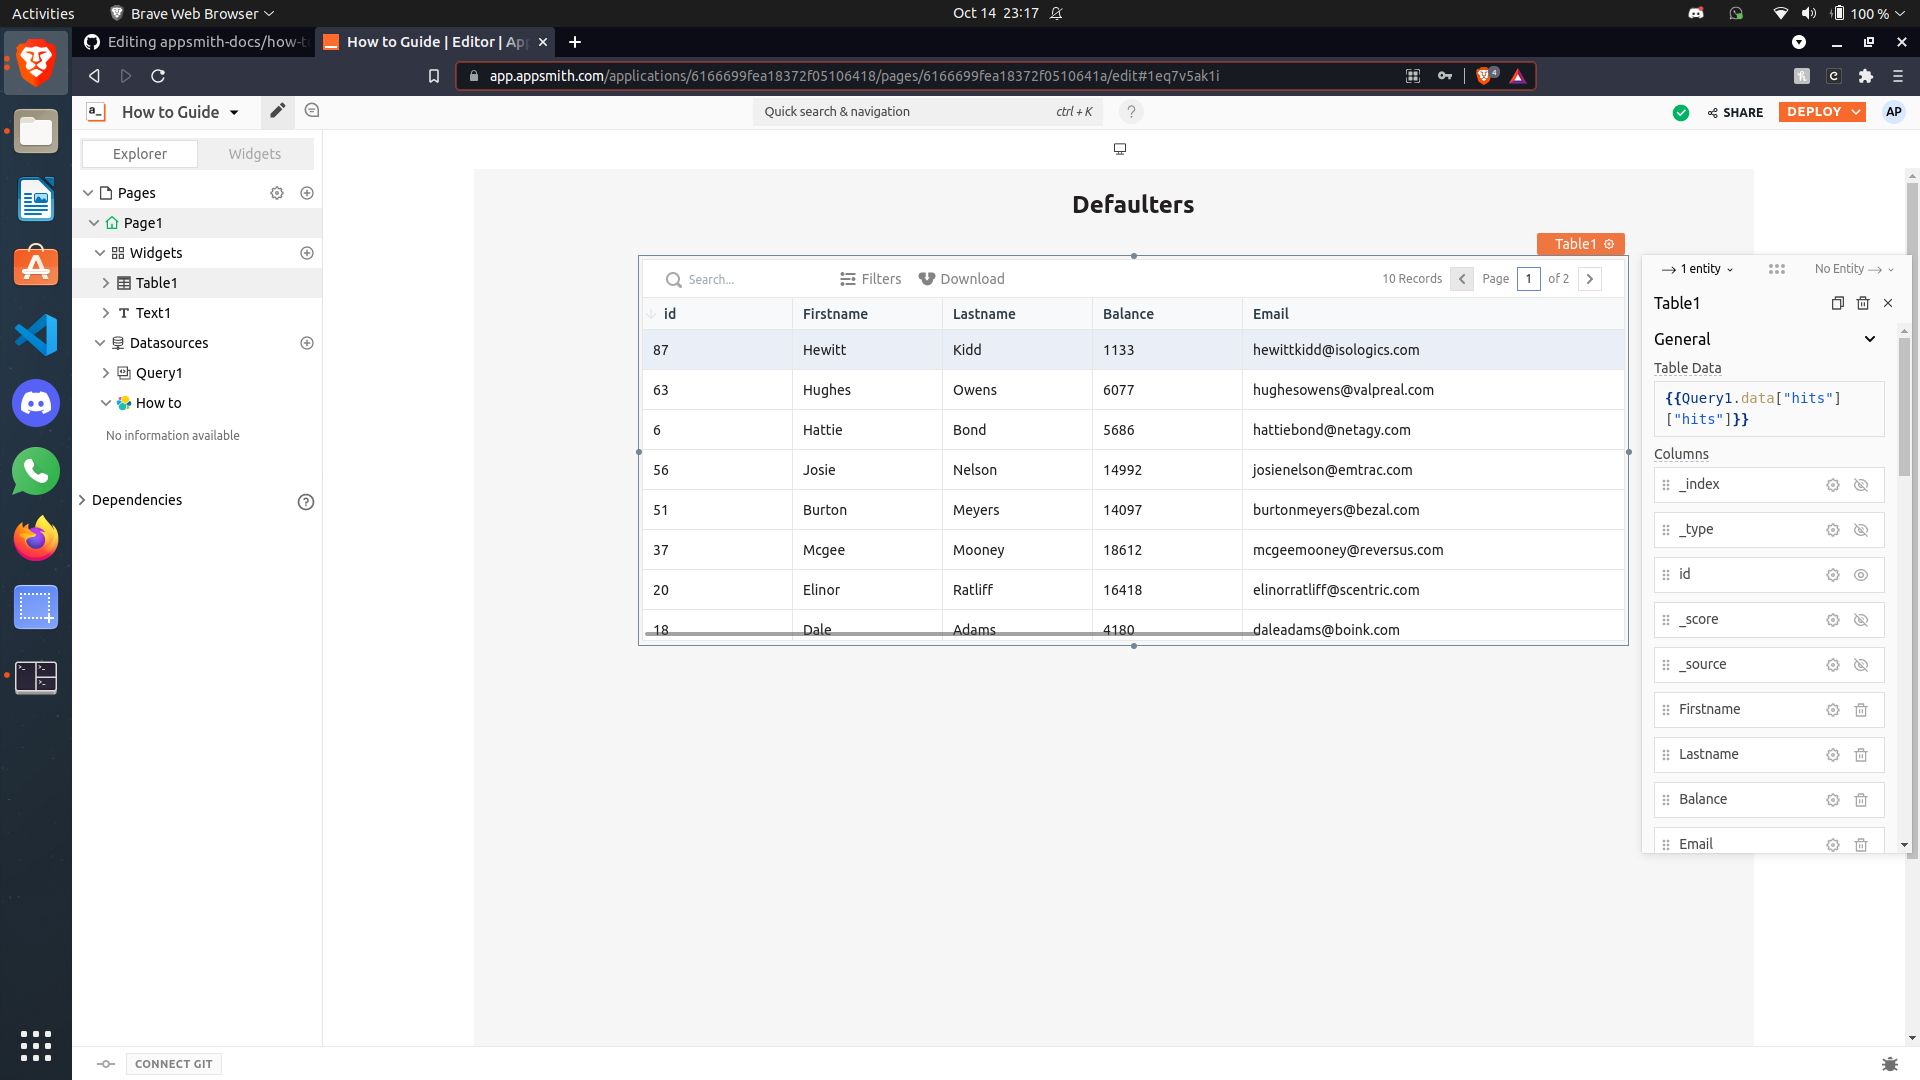 Activities
Brave Web Browser
Oct 14 23:17
100 %
Editing appsmith-docs/how-t
How to Guide | Editor | Ap
app.appsmith.com/applications/6166699fea18372f05106418/pages/6166699fea18372f0510641a/edit#1eq7v5ak1i
4
a_
How to Guide
Quick search & navigation
ctrl + K
?
SHARE
DEPLOY
AP
Explorer
Widgets
Pages
Page1
Widgets
Table1
Text1
Datasources
Query1
How to
No information available
Dependencies
?
Defaulters
Table1
Search...
Filters
Download
10 Records
Page
1
of 2
id Firstname Lastname Balance Email
87 Hewitt Kidd 1133 hewittkidd@isologics.com
63 Hughes Owens 6077 hughesowens@valpreal.com
6 Hattie Bond 5686 hattiebond@netagy.com
56 Josie Nelson 14992 josienelson@emtrac.com
51 Burton Meyers 14097 burtonmeyers@bezal.com
37 Mcgee Mooney 18612 mcgeemooney@reversus.com
20 Elinor Ratliff 16418 elinorratliff@scentric.com
18 Dale Adams 4180 daleadams@boink.com
1 entity
No Entity
Table1
General
Table Data
{{Query1.data["hits"]
["hits"]}}
Columns
_index
_type
id
_score
_source
Firstname
Lastname
Balance
Email
CONNECT GIT